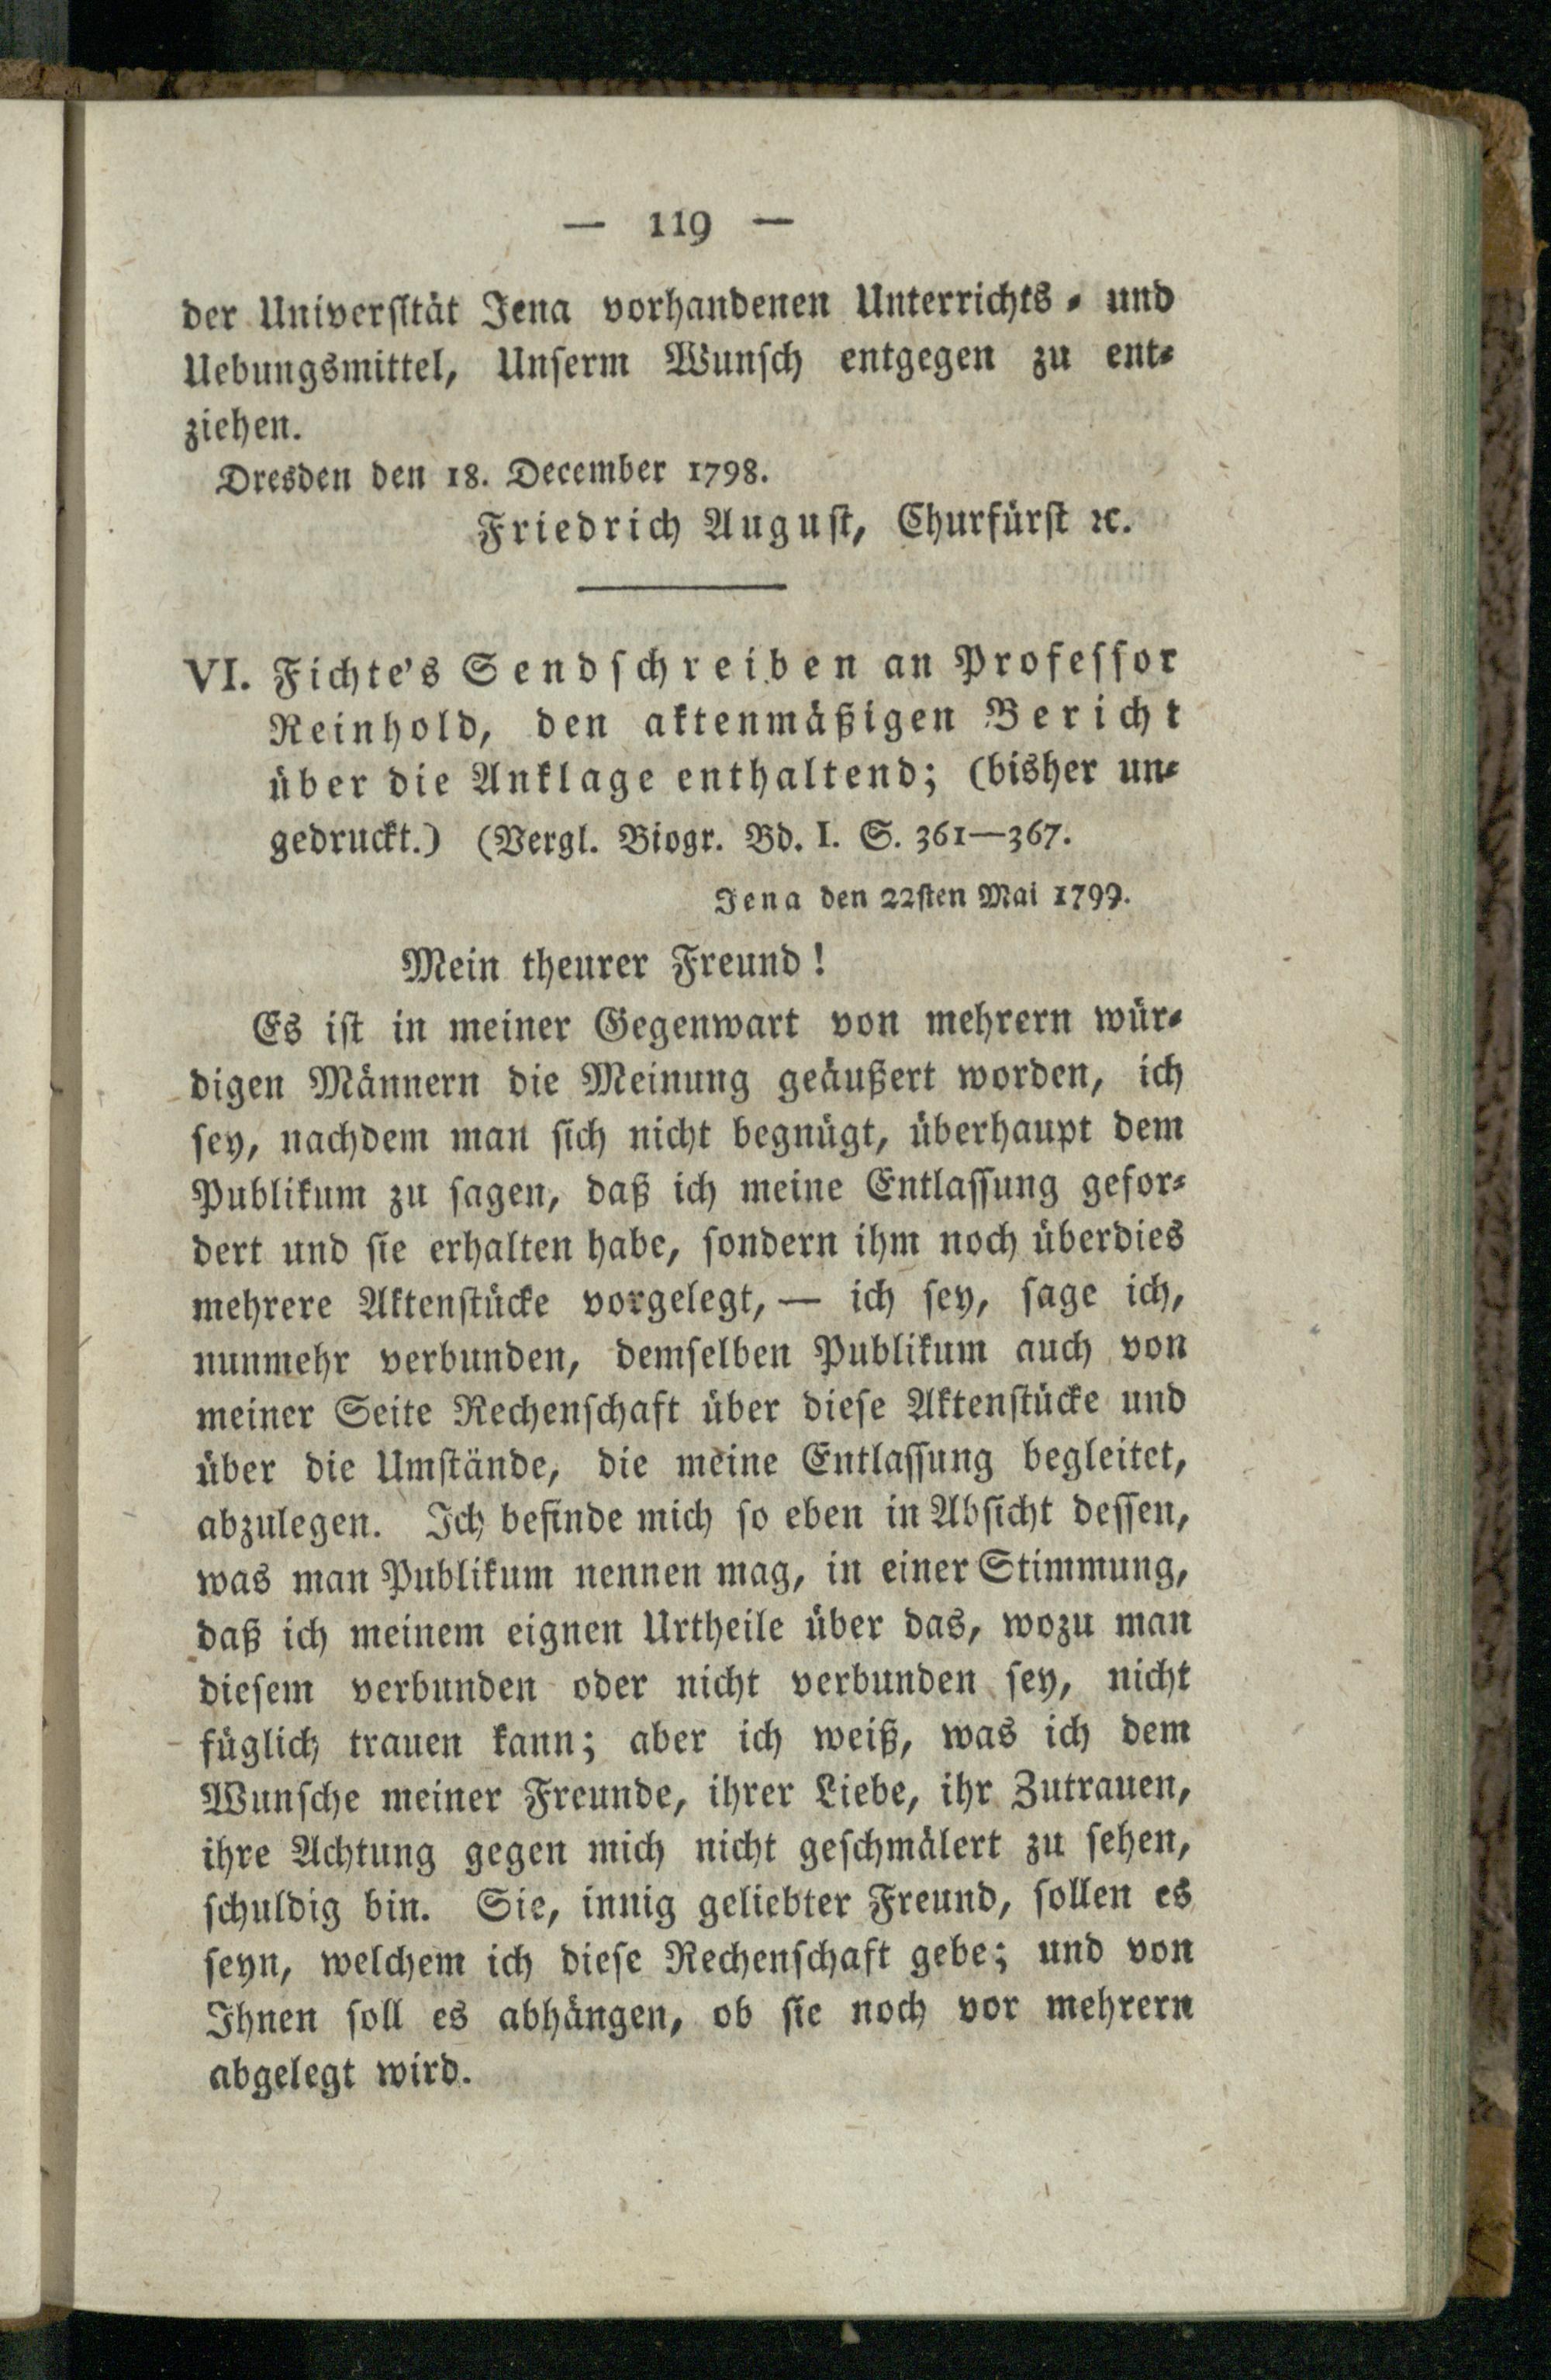 — 119 —
der Universität Jena vorhandenen Unterrichts- und
Uebungsmittel, Unserm Wunsch entgegen zu ent-
ziehen.
Dresden den 18. December 1798.
Friedrich August, Churfürst ꝛc.
VI. Fichte's Sendschreiben an Professor
Reinhold, den aktenmäßigen Bericht
über die Anklage enthaltend; (bisher un-
gedruckt.) (Vergl. Biogr. Bd. I. S. 361—367.
Jena den 22sten Mai 1799.
Mein theurer Freund!
Es ist in meiner Gegenwart von mehrern wür-
digen Männern die Meinung geäußert worden, ich
sey, nachdem man sich nicht begnügt, überhaupt dem
Publikum zu sagen, daß ich meine Entlassung gefor-
dert und sie erhalten habe, sondern ihm noch überdies
mehrere Aktenstücke vorgelegt, — ich sey, sage ich,
nunmehr verbunden, demselben Publikum auch von
meiner Seite Rechenschaft über diese Aktenstücke und
über die Umstände, die meine Entlassung begleitet,
abzulegen. Ich befinde mich so eben in Absicht dessen,
was man Publikum nennen mag, in einer Stimmung,
daß ich meinem eignen Urtheile über das, wozu man
diesem verbunden oder nicht verbunden sey, nicht
füglich trauen kann; aber ich weiß, was ich dem
Wunsche meiner Freunde, ihrer Liebe, ihr Zutrauen,
ihre Achtung gegen mich nicht geschmälert zu sehen,
schuldig bin. Sie, innig geliebter Freund, sollen es
seyn, welchem ich diese Rechenschaft gebe; und von
Ihnen soll es abhängen, ob sie noch vor mehrern
abgelegt wird.